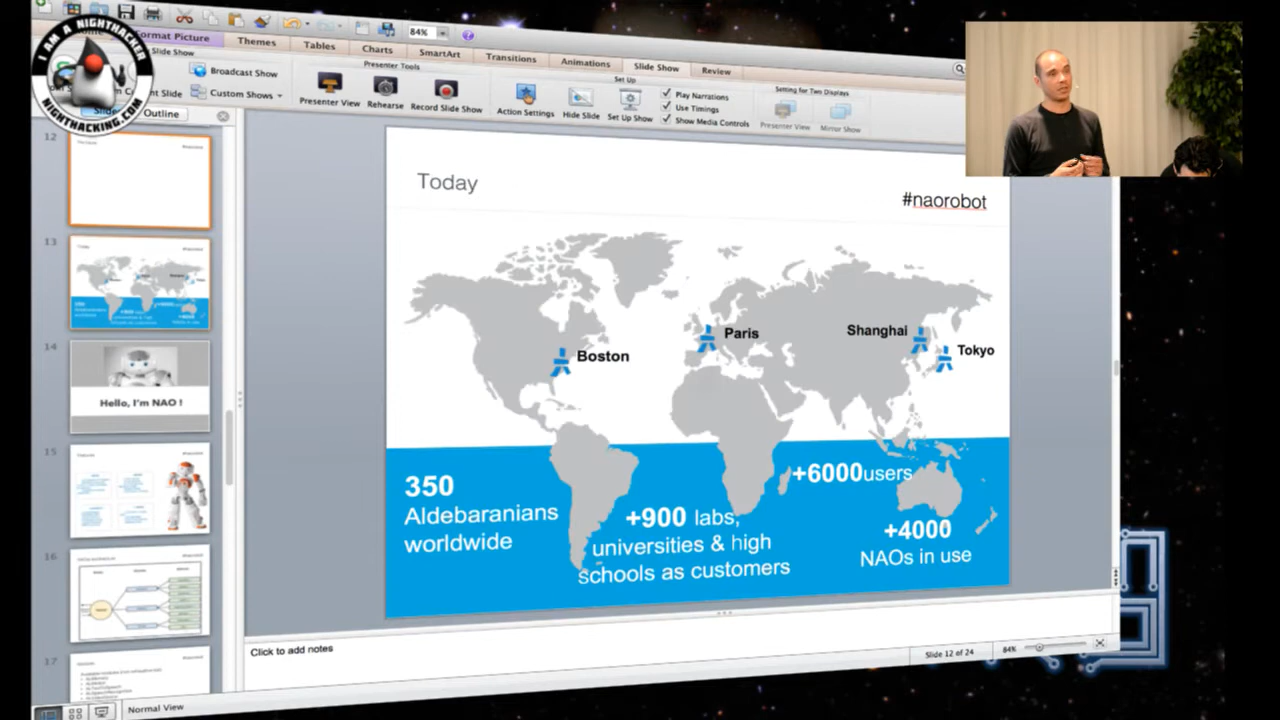 I AM A NIGHTHACKER
NIGHTHACKING.COM
84%
Format Picture
Themes
Tables
Charts
SmartArt
Transitions
Animations
Slide Show
Review
Slide Show
Presenter Tools
Set Up
Setting for Two Displays
Broadcast Show
Custom Shows
Presenter View
Rehearse
Record Slide Show
Action Settings
Hide Slide
Set Up Show
Play Narrations
Use Timings
Show Media Controls
Presenter View
Mirror Show
Outline
12
13
14
Hello, I'm NAO !
15
16
17
Today
#naorobot
Boston
Paris
Shanghai
Tokyo
350
Aldebaranians
worldwide
+900 labs,
universities & high
schools as customers
+6000users
+4000
NAOs in use
Click to add notes
Slide 12 of 24
84%
Normal View